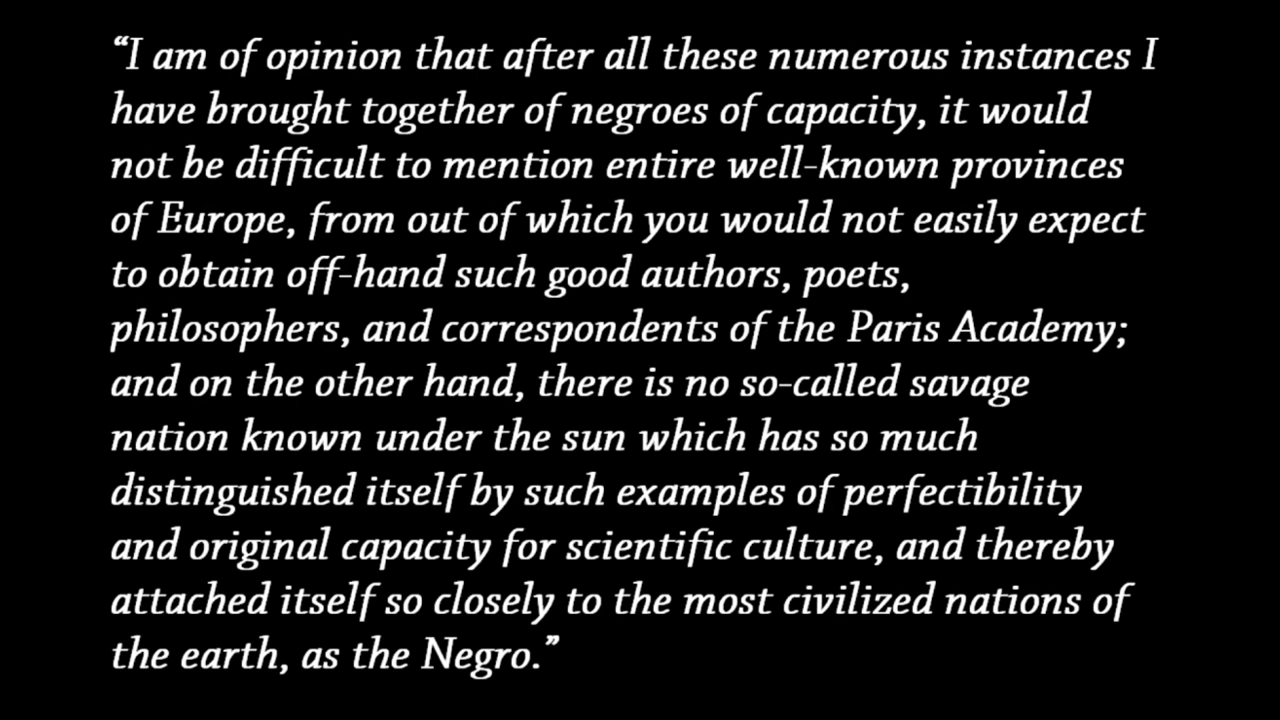 “I am of opinion that after all these numerous instances I
have brought together of negroes of capacity, it would
not be difficult to mention entire well-known provinces
of Europe, from out of which you would not easily expect
to obtain off-hand such good authors, poets,
philosophers, and correspondents of the Paris Academy;
and on the other hand, there is no so-called savage
nation known under the sun which has so much
distinguished itself by such examples of perfectibility
and original capacity for scientific culture, and thereby
attached itself so closely to the most civilized nations of
the earth, as the Negro.”